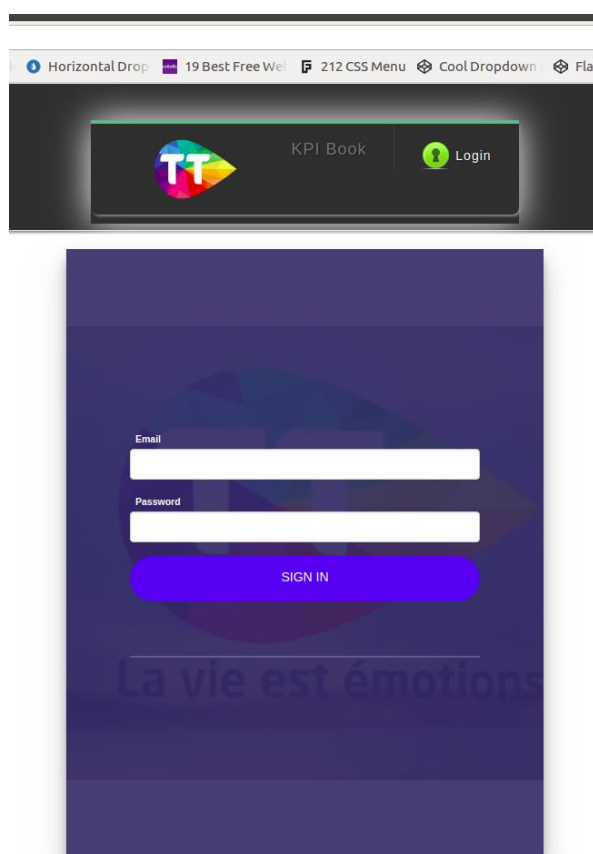 Horizontal Drop 19 Best Free We 212 CSS Menu Cool Dropdown Fla
KPI Book
Login
TT
Email
Password
SIGN IN
TT
La vie est émotions